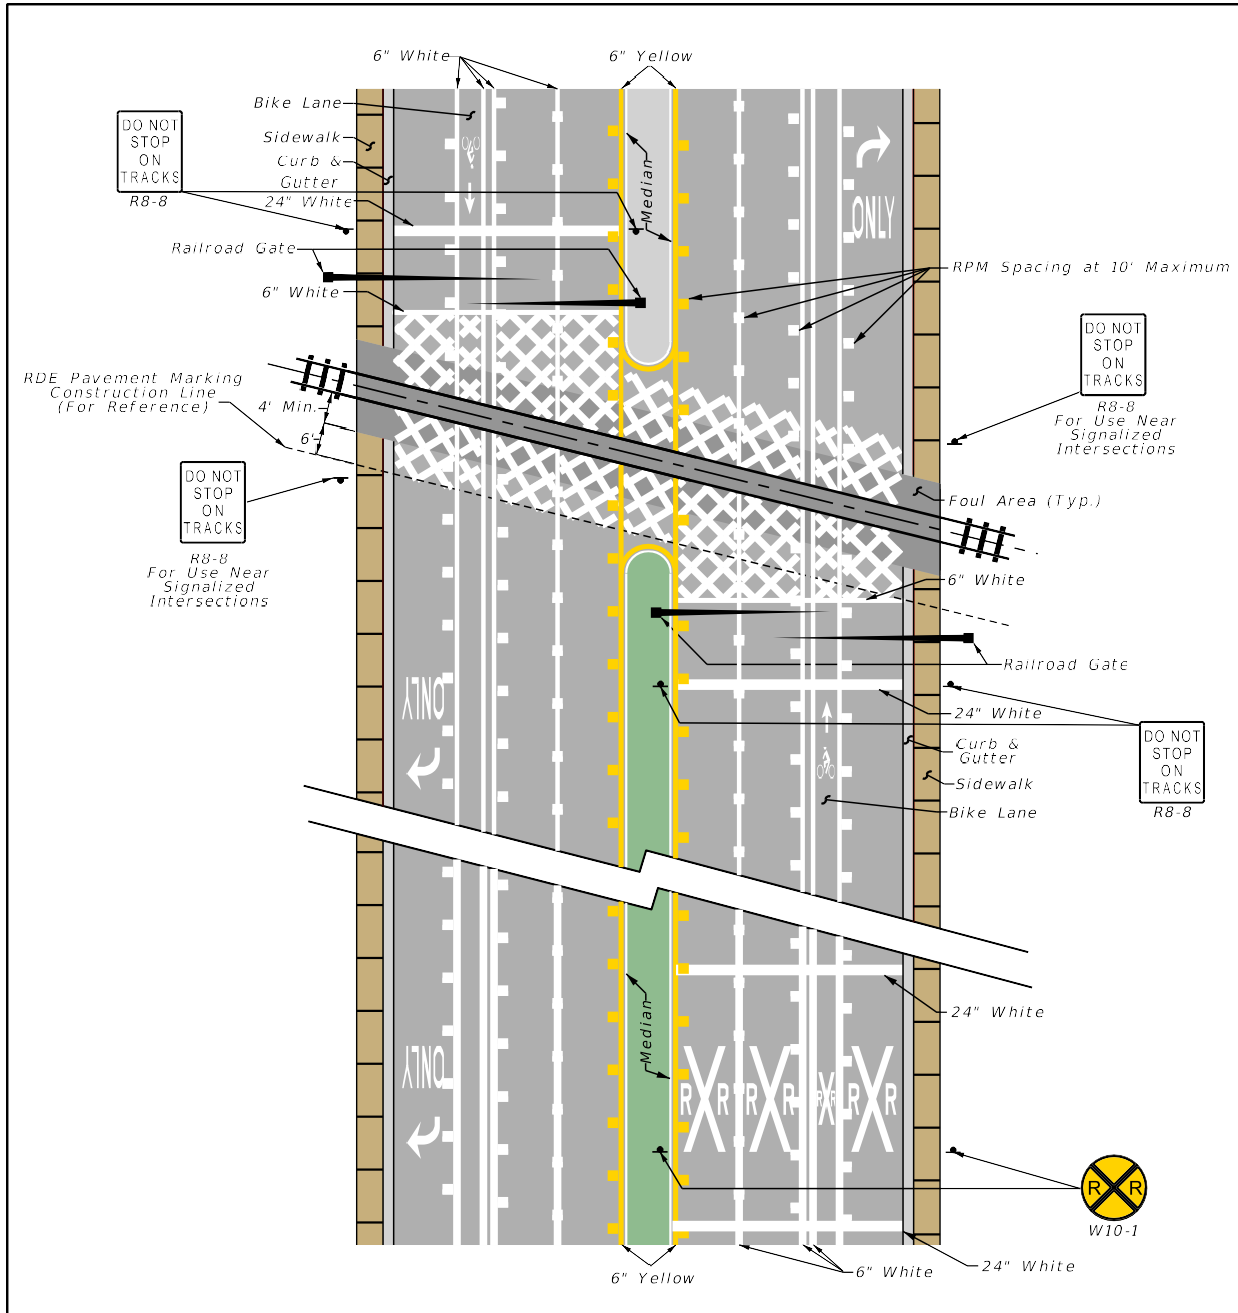 6" White
6" Yellow
Bike Lane
DO NOT
STOP
ON
TRACKS
R8-8
Sidewalk
Curb &
Gutter
24" White
Median
ONLY
Railroad Gate
RPM Spacing at 10' Maximum
6" White
DO NOT
STOP
ON
TRACKS
R8-8
For Use Near
Signalized
Intersections
RDE Pavement Marking
Construction Line
(For Reference)
4' Min.
6'
DO NOT
STOP
ON
TRACKS
R8-8
For Use Near
Signalized
Intersections
Foul Area (Typ.)
6" White
Railroad Gate
ONLY
24" White
DO NOT
STOP
ON
TRACKS
R8-8
Curb &
Gutter
Sidewalk
Bike Lane
24" White
Median
ONLY
R R
R R
R R
R R
R R
W10-1
24" White
6" White
6" Yellow